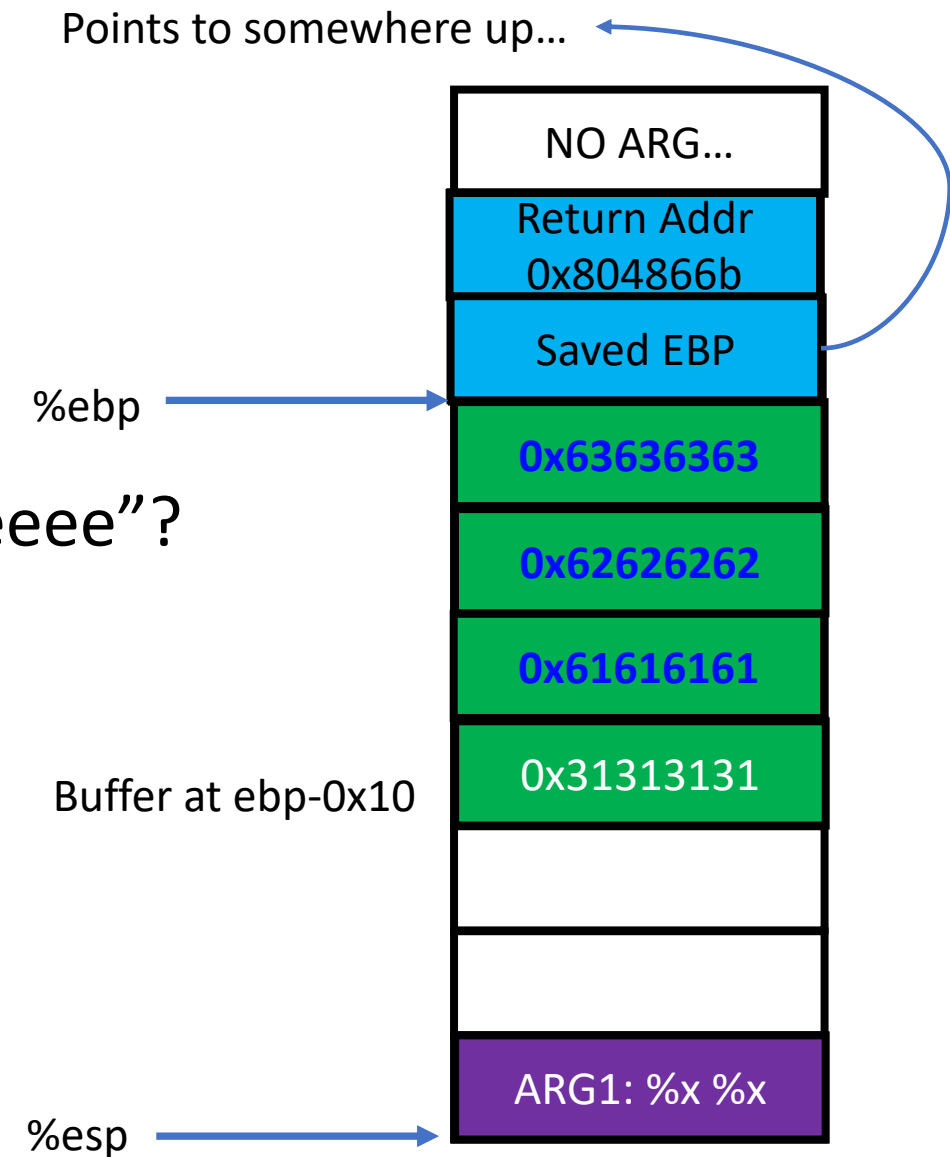 Points to somewhere up...
NO ARG...
Return Addr
0x804866b
Saved EBP
%ebp
0x63636363
eeee”?
0x62626262
0x61616161
0x31313131
Buffer at ebp-0x10
ARG1: %x %x
%esp